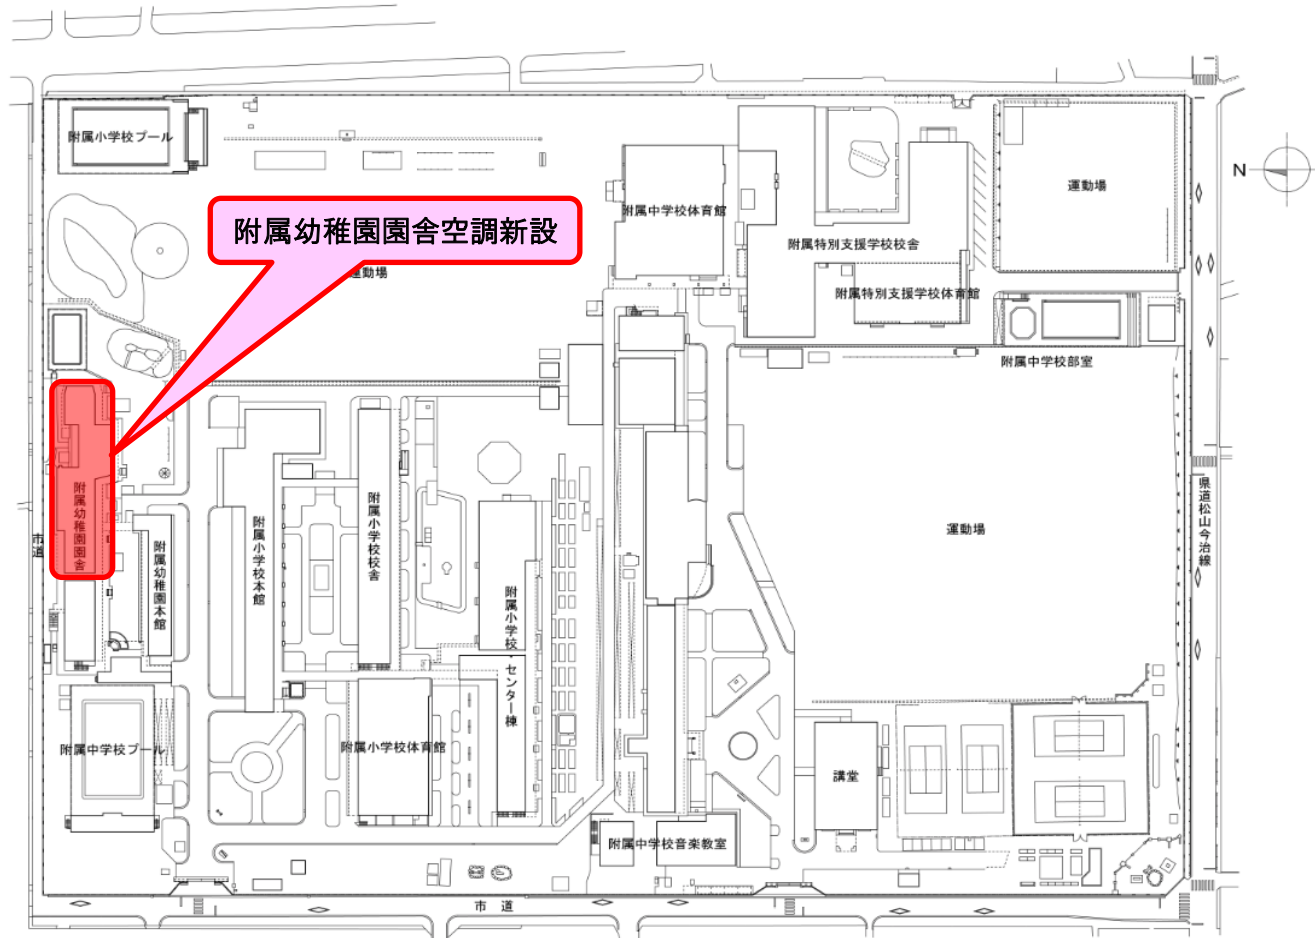 附属小学校プール
附属幼稚園園舎空調新設
運動場
附属中学校体育館
附属特別支援学校校舎
附属特別支援学校体育館
運動場
N
附属中学校部室
附属幼稚園園舎
市道
附属幼稚園本館
附属小学校本館
附属小学校校舎
附属小学校・センター棟
運動場
県道松山今治線
附属中学校プール
附属小学校体育館
講堂
附属中学校音楽教室
市道